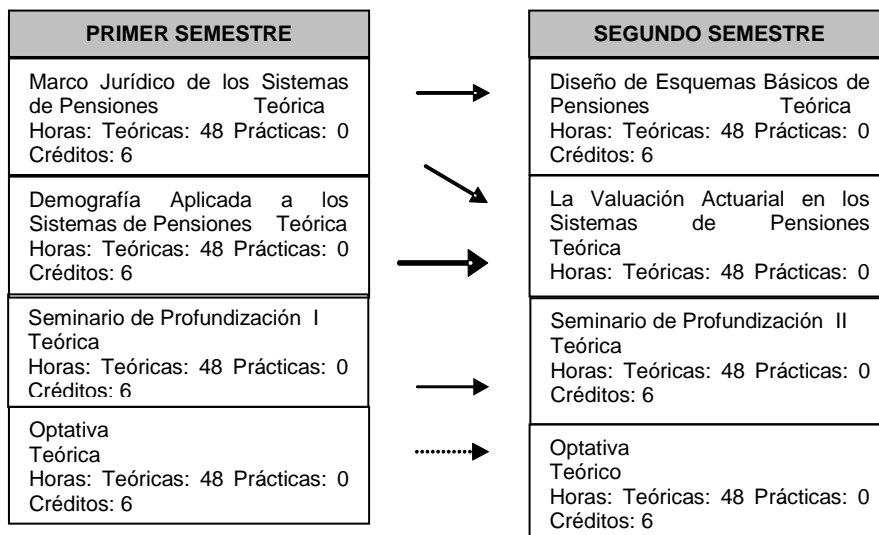 PRIMER SEMESTRE
Marco Jurídico de los Sistemas
de Pensiones Teórica
Horas: Teóricas: 48 Prácticas: 0
Créditos: 6
Demografía Aplicada a los
Sistemas de Pensiones Teórica
Horas: Teóricas: 48 Prácticas: 0
Créditos: 6
Seminario de Profundización I
Teórica
Horas: Teóricas: 48 Prácticas: 0
Créditos: 6
Optativa
Teórica
Horas: Teóricas: 48 Prácticas: 0
Créditos: 6
SEGUNDO SEMESTRE
Diseño de Esquemas Básicos de
Pensiones Teórica
Horas: Teóricas: 48 Prácticas: 0
Créditos: 6
La Valuación Actuarial en los
Sistemas de Pensiones
Teórica
Horas: Teóricas: 48 Prácticas: 0
Seminario de Profundización II
Teórica
Horas: Teóricas: 48 Prácticas: 0
Créditos: 6
Optativa
Teórico
Horas: Teóricas: 48 Prácticas: 0
Créditos: 6